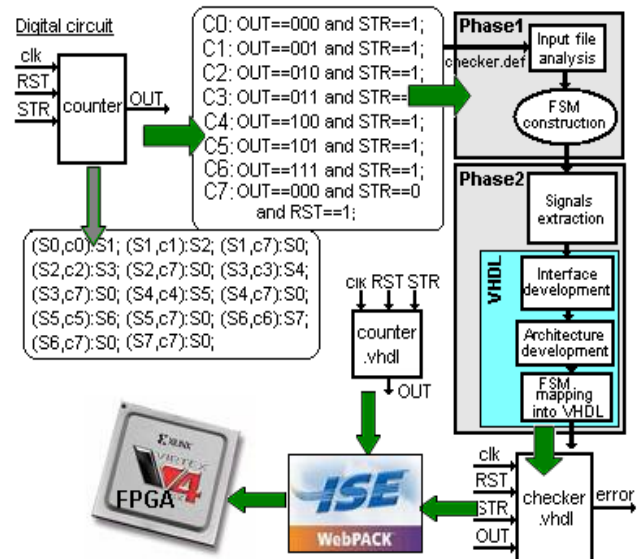 Digital circuit
clk
RST
STR
counter
OUT
C0: OUT==000 and STR==1;
C1: OUT==001 and STR==1;
C2: OUT==010 and STR==1;
C3: OUT==011 and STR==
C4: OUT==100 and STR==1;
C5: OUT==101 and STR==1;
C6: OUT==111 and STR==1;
C7: OUT==000 and STR==0
and RST==1;
(S0,c0):S1; (S1,c1):S2; (S1,c7):S0;
(S2,c2):S3; (S2,c7):S0; (S3,c3):S4;
(S3,c7):S0; (S4,c4):S5; (S4,c7):S0;
(S5,c5):S6; (S5,c7):S0; (S6,c6):S7;
(S6,c7):S0; (S7,c7):S0;
Phase1
checker.def
Input file
analysis
FSM
construction
Phase2
Signals
extraction
VHDL
Interface
development
Architecture
development
FSM
mapping
into VHDL
clk RST STR
counter
.vhdl
OUT
clk
RST
STR
OUT
checker
.vhdl
error
ISE
WebPACK
XILINX
VIRTEX
4
FPGA